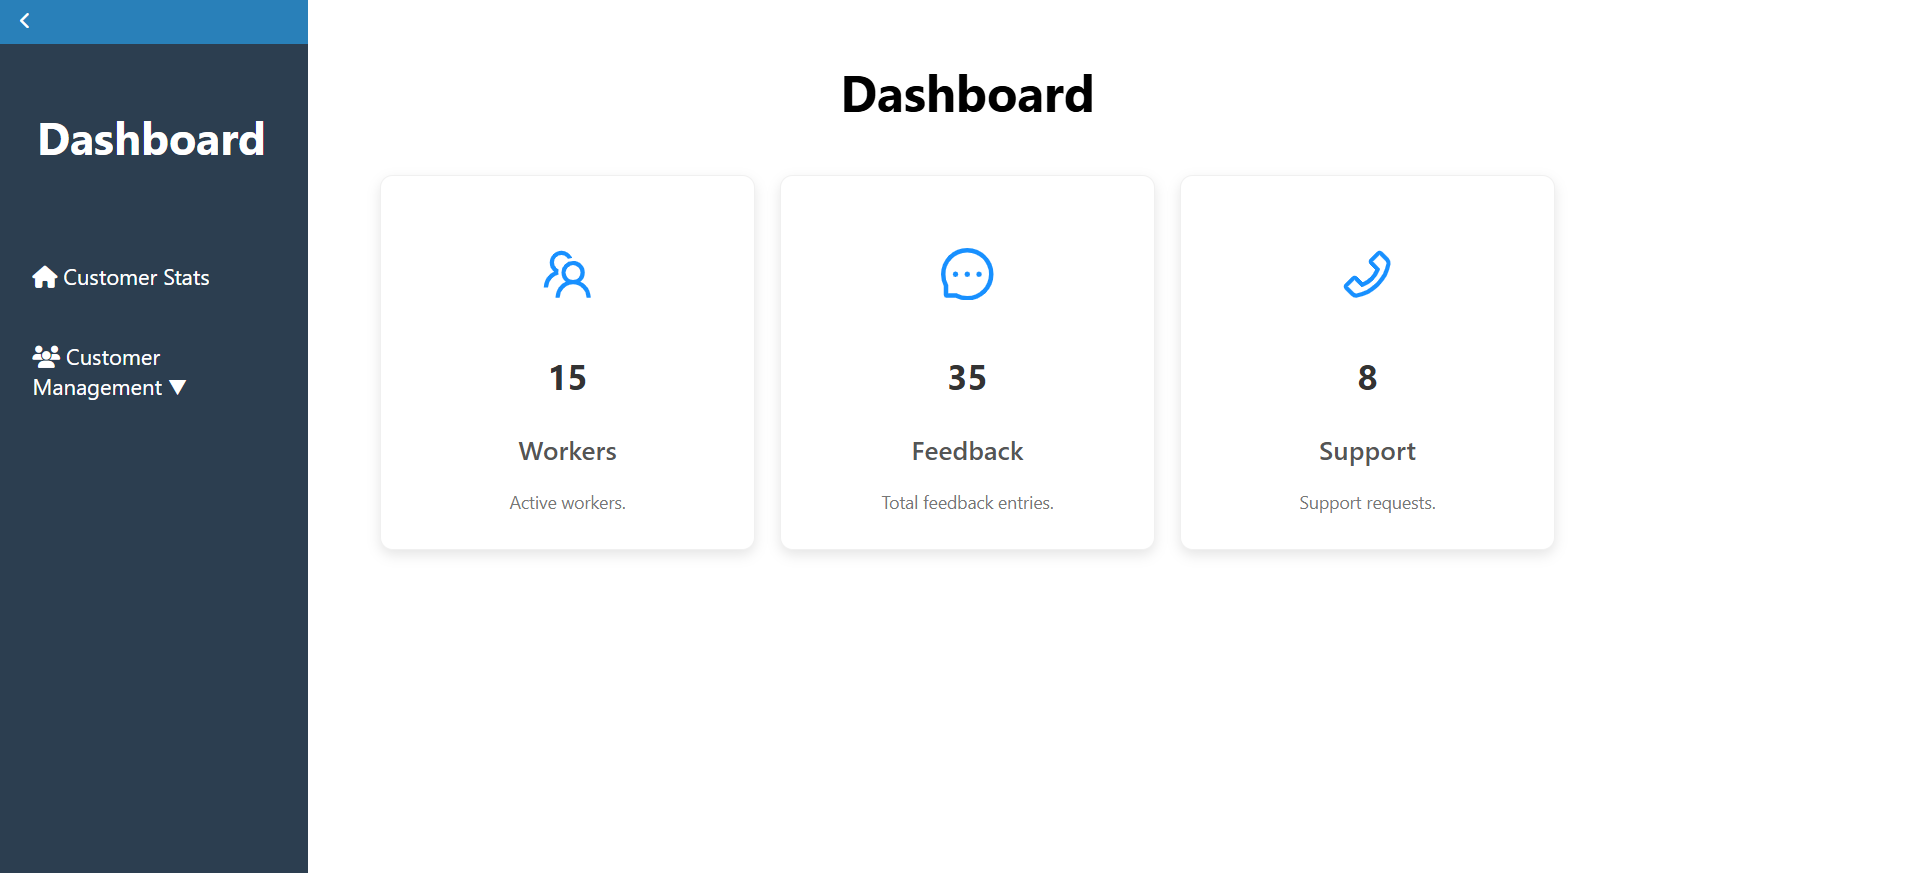 Dashboard
Customer Stats
Customer
Management ▼
Dashboard
15
Workers
Active workers.
35
Feedback
Total feedback entries.
8
Support
Support requests.